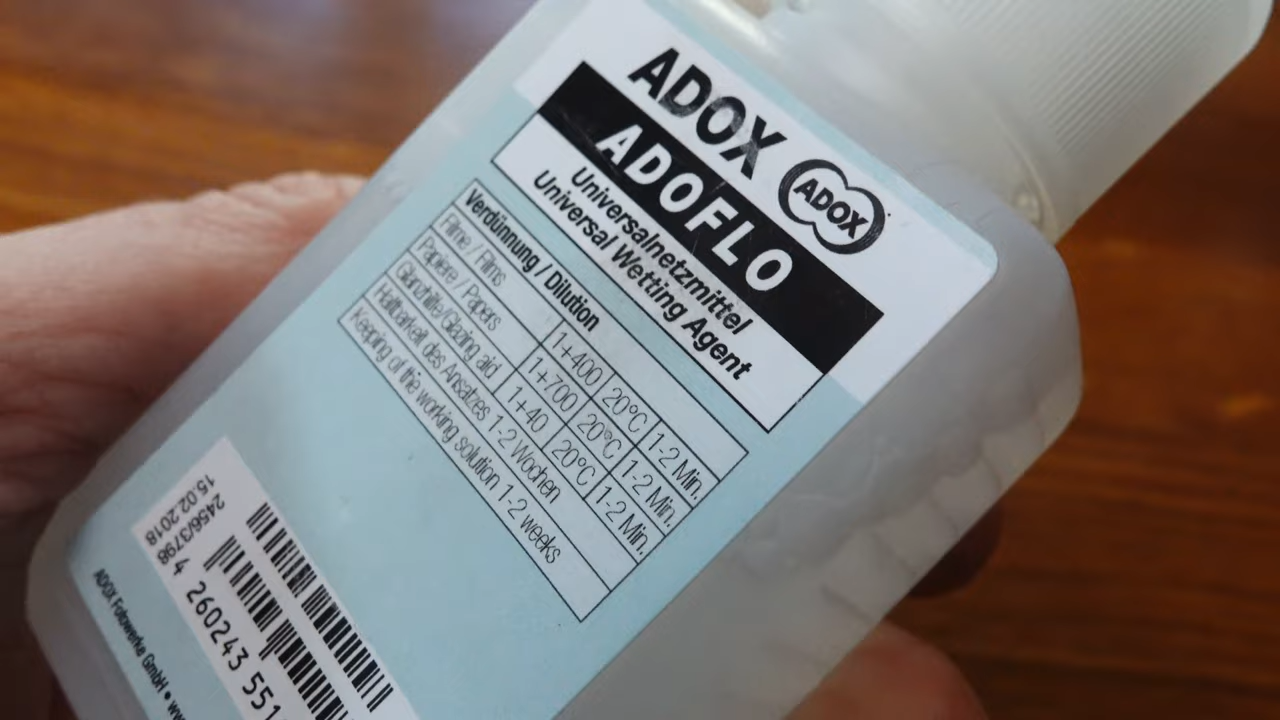 ADOX
ADOX
ADOFLO
Universalnetzmittel
Universal Wetting Agent
Verdünnung / Dilution
Filme / Films 1+400 20°C 1-2 Min.
Papiere / Papers 1+700 20°C 1-2 Min.
Glanzhilfe/Glazing aid 1+40 20°C 1-2 Min.
Haltbarkeit des Ansatzes 1-2 Wochen
Keeping of the working solution 1-2 weeks
2456/3798
15.02.2018
4 260243 551
ADOX Fotowerke GmbH •